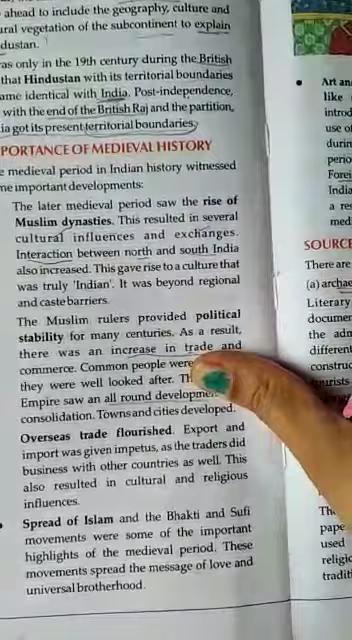 ahead to include the geography, culture and
ural vegetation of the subcontinent to explain
dustan.
as only in the 19th century during the British
that Hindustan with its territorial boundaries
ame identical with India. Post-independence,
with the end of the British Raj and the partition,
ia got its present territorial boundaries.
PORTANCE OF MEDIEVAL HISTORY
e medieval period in Indian history witnessed
me important developments:
The later medieval period saw the rise of
Muslim dynasties. This resulted in several
cultural influences and exchanges.
Interaction between north and south India
also increased. This gave rise to a culture that
was truly 'Indian'. It was beyond regional
and caste barriers.
The Muslim rulers provided political
stability for many centuries. As a result,
there was an increase in trade and
commerce. Common people were
they were well looked after.
Empire saw an all round
consolidation. Towns and cities developed.
Overseas trade flourished. Export and
import was given impetus, as the traders did
business with other countries as well. This
also resulted in cultural and religious
influences.
Spread of Islam and the Bhakti and Sufi
movements were some of the important
highlights of the medieval period. These
movements spread the message of love and
universal brotherhood.
Art an
like
introd
use of
durin
perio
Forei
India
a res
med
SOURCE
There are
(a) archae
Literary
documen
the adm
different
construc
tourists
The
paper
used
religio
tradit